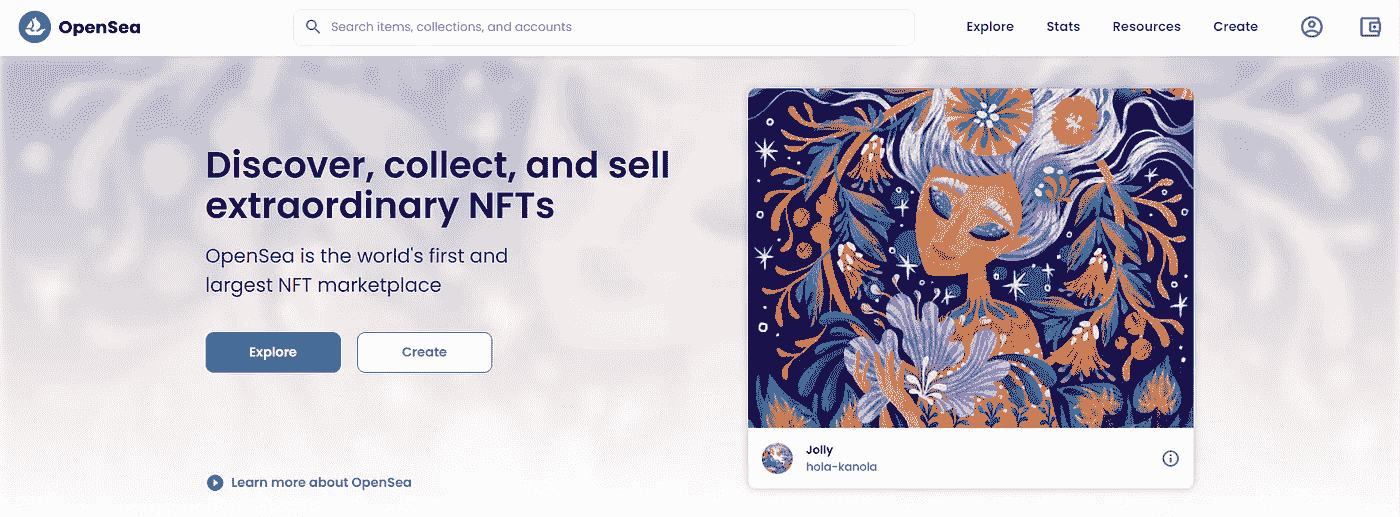 OpenSea
Search items, collections, and accounts
Explore
Stats
Resources
Create
Discover, collect, and sell
extraordinary NFTs
OpenSea is the world's first and
largest NFT marketplace
Explore
Create
Learn more about OpenSea
Jolly
hola-kanola